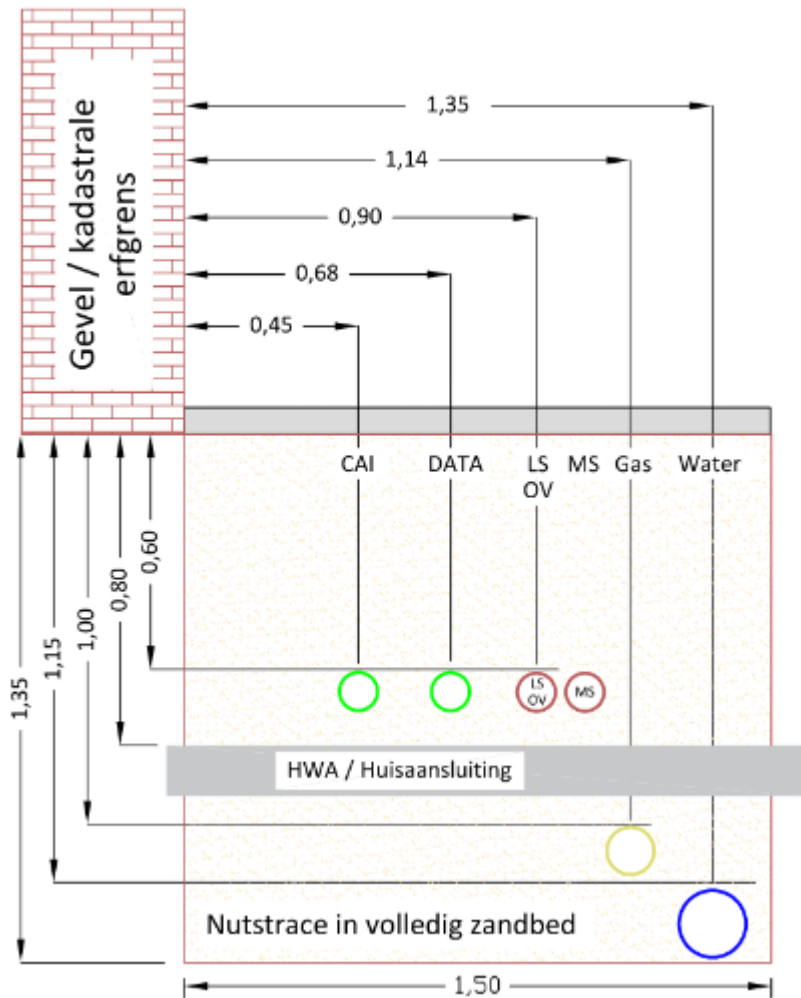 Gevel / kadastrale
erfgrens
1,35
1,14
0,90
0,68
0,45
CAI
DATA
LS
OV
MS
Gas
Water
0,60
0,80
1,00
1,15
1,35
LS
OV
MS
HWA / Huisaansluiting
Nutstrace in volledig zandbed
1,50